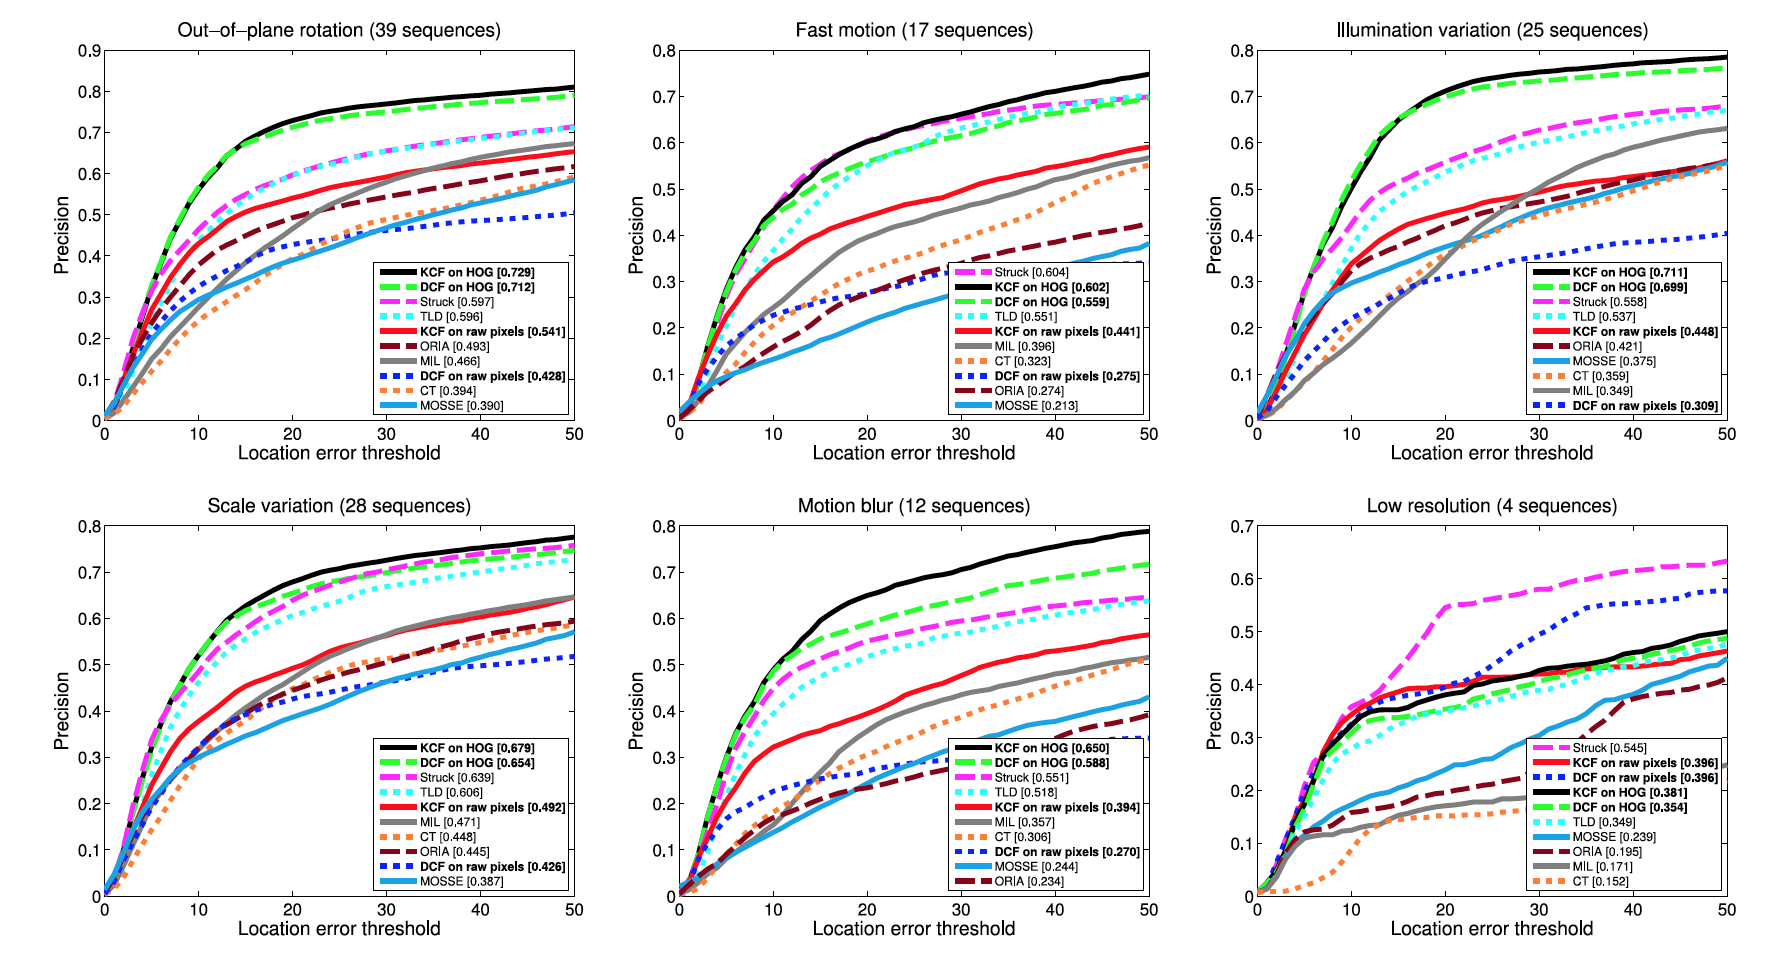 Out−of−plane rotation (39 sequences)
0.9
0.8
0.7
0.6
0.5
0.4
0.3
0.2
0.1
0
Precision
KCF on HOG [0.729]
DCF on HOG [0.712]
Struck [0.597]
TLD [0.596]
KCF on raw pixels [0.541]
ORIA [0.493]
MIL [0.466]
DCF on raw pixels [0.428]
CT [0.394]
MOSSE [0.390]
0 10 20 30 40 50
Location error threshold
Fast motion (17 sequences)
0.8
0.7
0.6
0.5
0.4
0.3
0.2
0.1
0
Precision
Struck [0.604]
KCF on HOG [0.602]
DCF on HOG [0.559]
TLD [0.551]
KCF on raw pixels [0.441]
MIL [0.396]
CT [0.323]
DCF on raw pixels [0.275]
ORIA [0.274]
MOSSE [0.213]
0 10 20 30 40 50
Location error threshold
Illumination variation (25 sequences)
0.8
0.7
0.6
0.5
0.4
0.3
0.2
0.1
0
Precision
KCF on HOG [0.711]
DCF on HOG [0.699]
Struck [0.558]
TLD [0.537]
KCF on raw pixels [0.448]
ORIA [0.421]
MOSSE [0.375]
CT [0.359]
MIL [0.349]
DCF on raw pixels [0.309]
0 10 20 30 40 50
Location error threshold
Scale variation (28 sequences)
0.8
0.7
0.6
0.5
0.4
0.3
0.2
0.1
0
Precision
KCF on HOG [0.679]
DCF on HOG [0.654]
Struck [0.639]
TLD [0.606]
KCF on raw pixels [0.492]
MIL [0.471]
CT [0.448]
ORIA [0.445]
DCF on raw pixels [0.426]
MOSSE [0.387]
0 10 20 30 40 50
Location error threshold
Motion blur (12 sequences)
0.8
0.7
0.6
0.5
0.4
0.3
0.2
0.1
0
Precision
KCF on HOG [0.650]
DCF on HOG [0.588]
Struck [0.551]
TLD [0.518]
KCF on raw pixels [0.394]
MIL [0.357]
CT [0.306]
DCF on raw pixels [0.270]
MOSSE [0.244]
ORIA [0.234]
0 10 20 30 40 50
Location error threshold
Low resolution (4 sequences)
0.7
0.6
0.5
0.4
0.3
0.2
0.1
0
Precision
Struck [0.545]
KCF on raw pixels [0.396]
DCF on raw pixels [0.396]
KCF on HOG [0.381]
DCF on HOG [0.354]
TLD [0.349]
MOSSE [0.239]
ORIA [0.195]
MIL [0.171]
CT [0.152]
0 10 20 30 40 50
Location error threshold